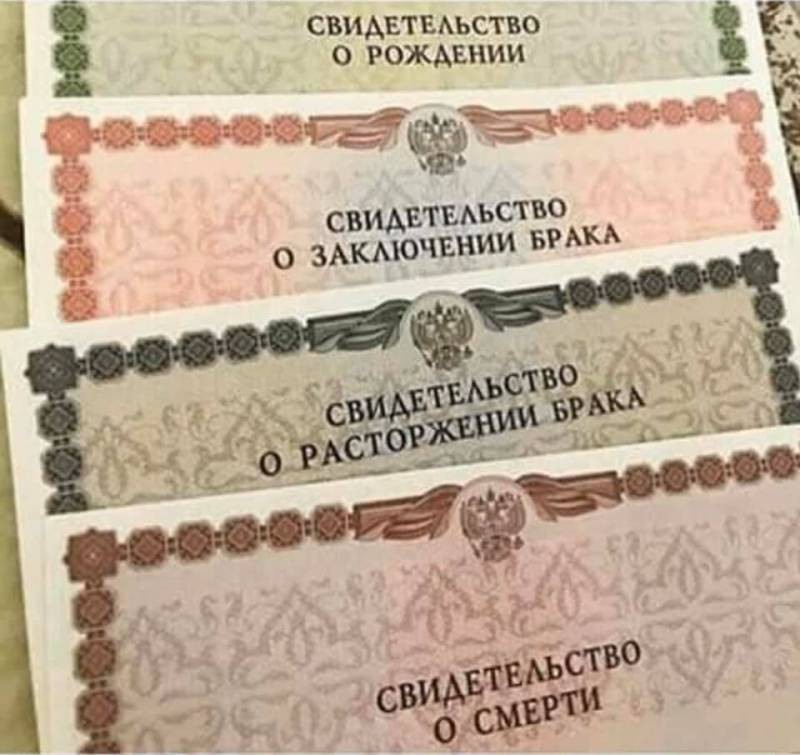 СВИДЕТЕЛЬСТВО
О РОЖДЕНИИ
СВИДЕТЕЛЬСТВО
О ЗАКЛЮЧЕНИИ БРАКА
СВИДЕТЕЛЬСТВО
О РАСТОРЖЕНИИ БРАКА
СВИДЕТЕЛЬСТВО
О СМЕРТИ